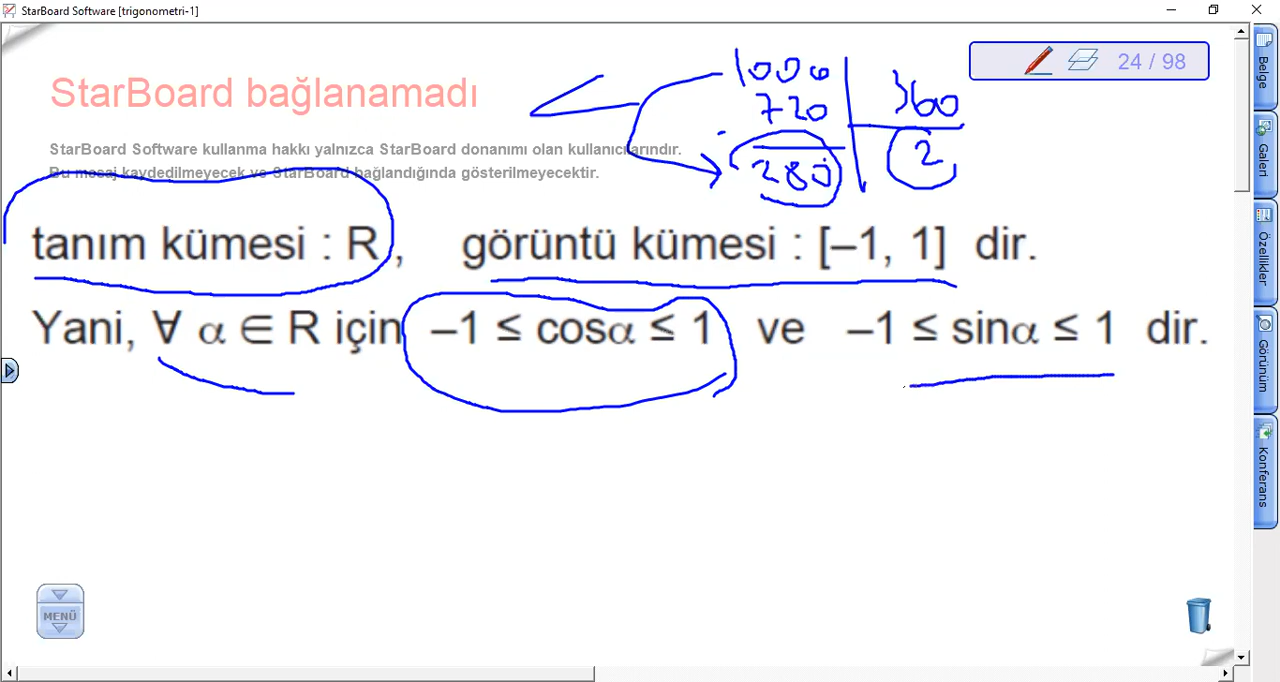 StarBoard Software [trigonometri-1]
24 / 98
StarBoard bağlanamadı
1000
360
720
2
280
StarBoard Software kullanma hakkı yalnızca StarBoard donanımı olan kullanıcılarındır.
Bu mesaj kaydedilmeyecek ve StarBoard bağlandığında gösterilmeyecektir.
tanım kümesi : R, görüntü kümesi : [–1, 1] dir.
Yani, ∀ α ∈ R için –1 ≤ cosα ≤ 1 ve –1 ≤ sinα ≤ 1 dir.
MENÜ
Belge
Galeri
Özellikler
Görünüm
Konferans